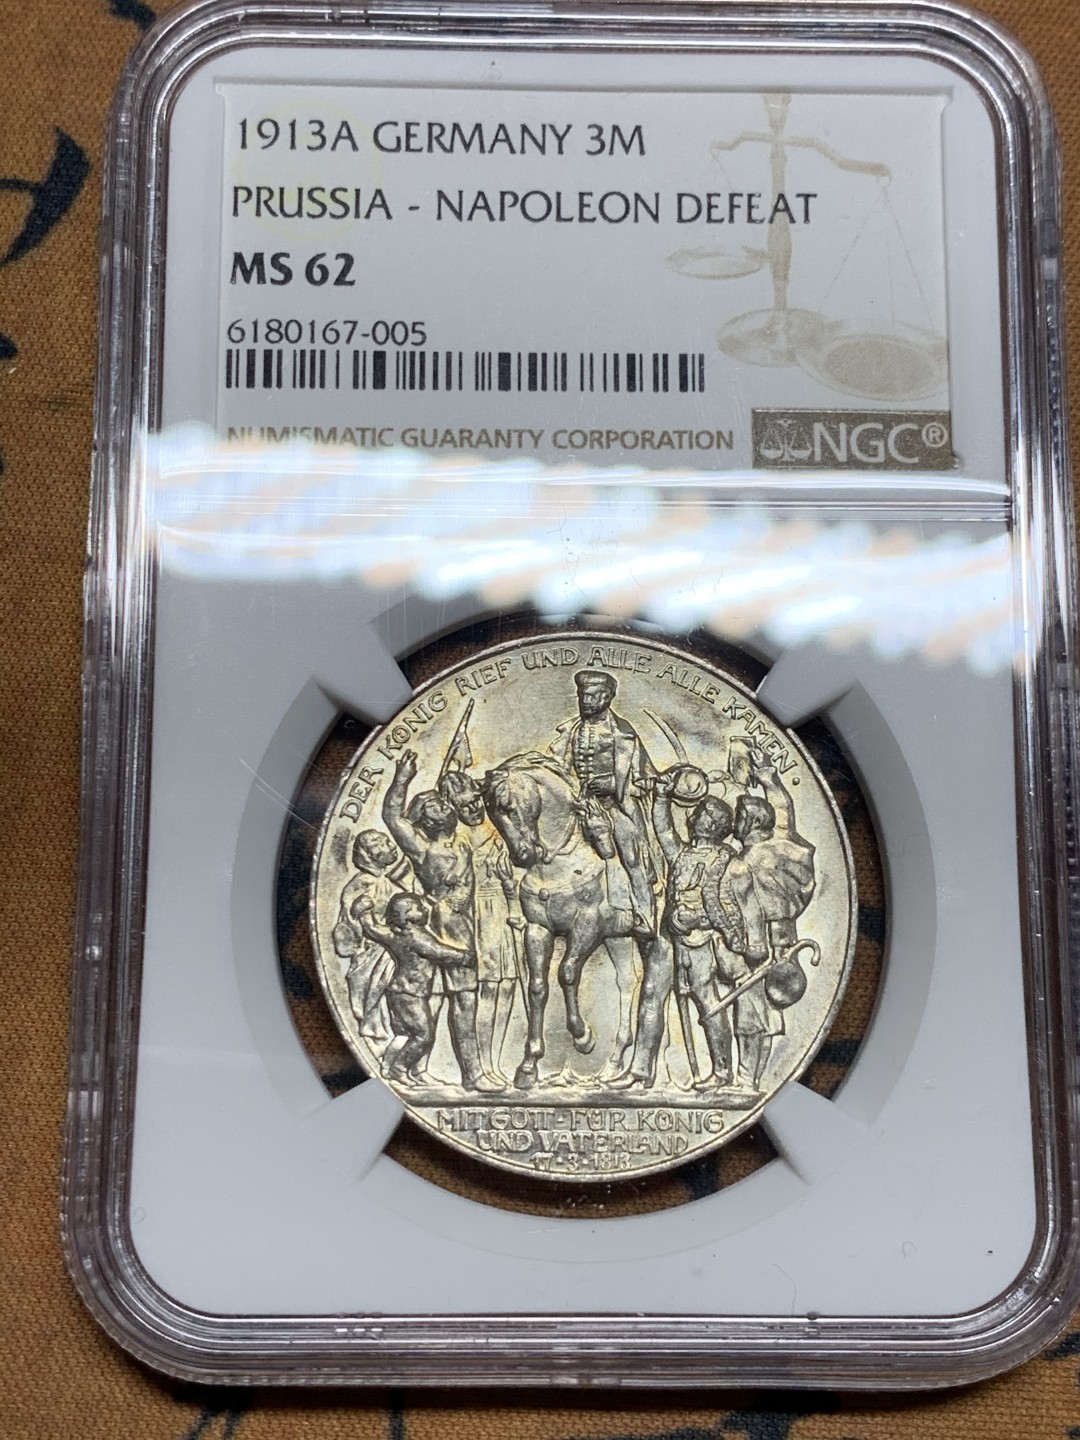 1913A GERMANY 3M
PRUSSIA - NAPOLEON DEFEAT
MS 62
6180167-005
NUMISMATIC GUARANTY CORPORATION
NGC®
DER KÖNIG RIEF UND ALLE ALLE KAMEN.
MIT GOTT-FÜR KÖNIG
UND VATERLAND
17-3-1813